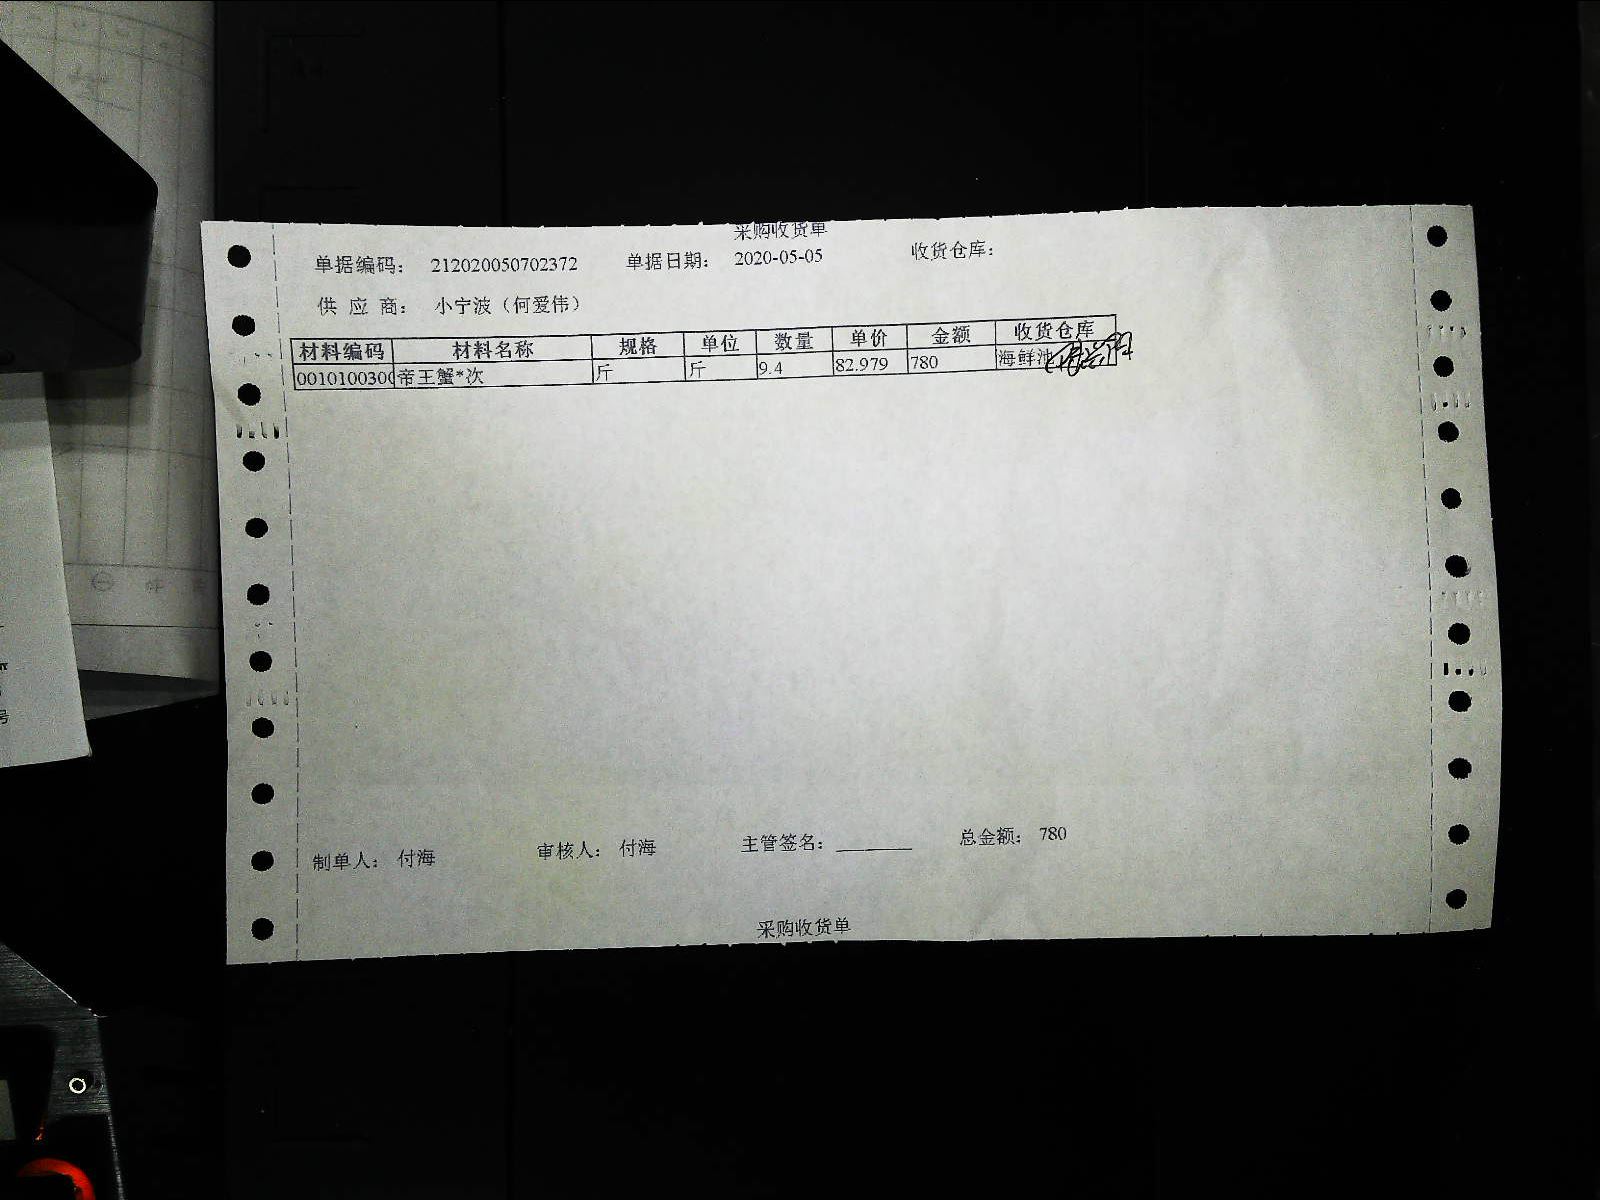 采购收货单
单据编码： 212020050702372 单据日期： 2020-05-05 收货仓库：
供 应 商： 小宁波（何爱伟）
材料编码 材料名称 规格 单位 数量 单价 金额 收货仓库
0010100300 帝王蟹*次 斤 斤 9.4 82.979 780 海鲜池
制单人： 付海 审核人： 付海 主管签名： 总金额： 780
采购收货单
号